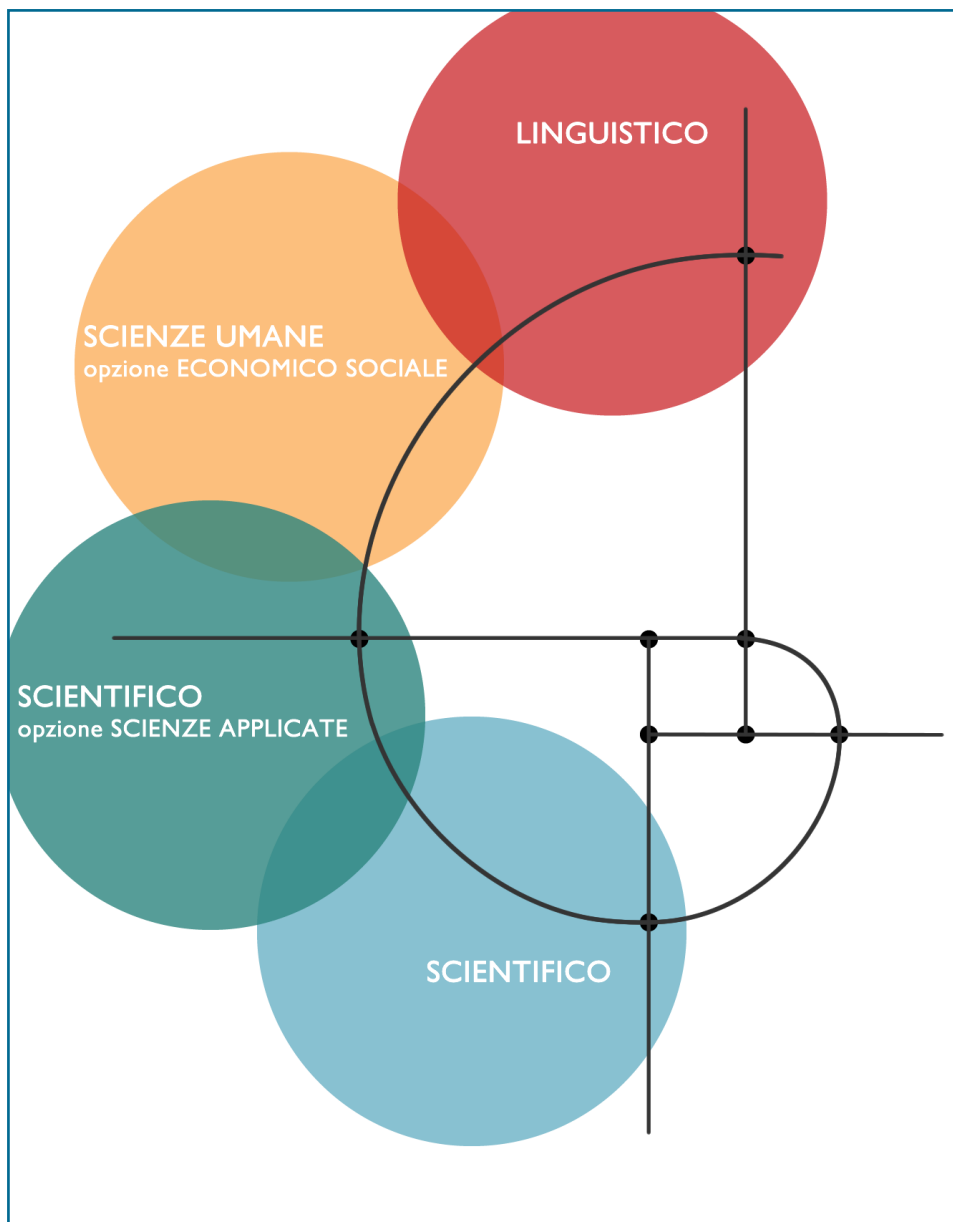 LINGUISTICO
SCIENZE UMANE
opzione ECONOMICO SOCIALE
SCIENTIFICO
opzione SCIENZE APPLICATE
SCIENTIFICO